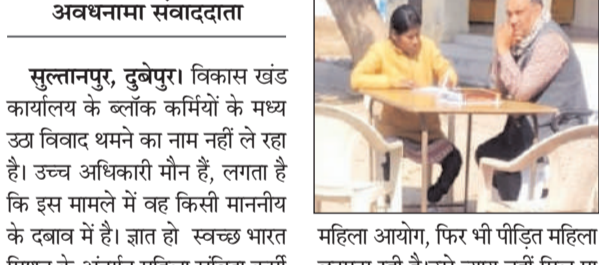 अवधनामा संवाददाता
सुल्तानपुर, दुबेपुर। विकास खंड
कार्यालय के ब्लॉक कर्मियों के मध्य
उठा विवाद थमने का नाम नहीं ले रहा
है। उच्च अधिकारी मौन हैं, लगता है
कि इस मामले में वह किसी माननीय
के दबाव में है। ज्ञात हो स्वच्छ भारत
महिला आयोग, फिर भी पीड़ित महिला